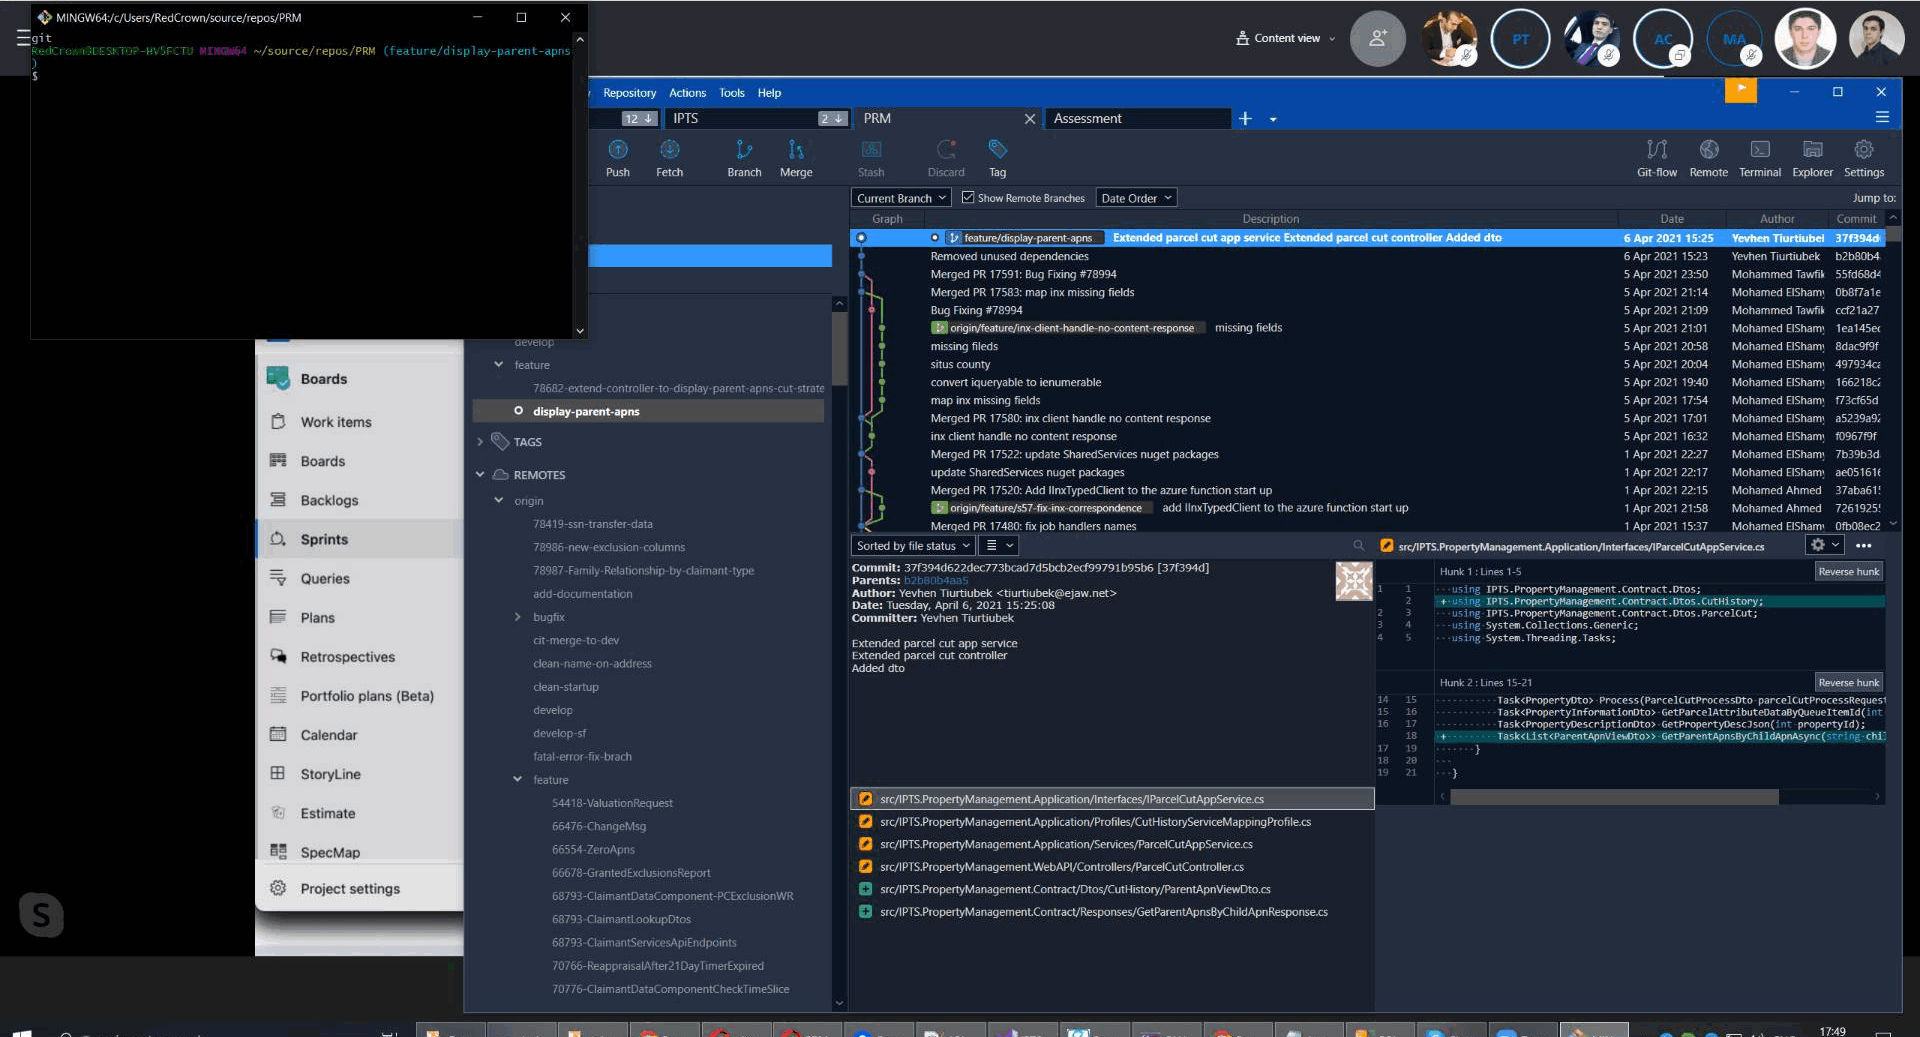 MINGW64:/c/Users/RedCrown/source/repos/PRM
git
RedCrown@DESKTOP-HV5FCTU MINGW64 ~/source/repos/PRM (feature/display-parent-apns
)
$
Content view
PT
AC
MA
Repository Actions Tools Help
12 IPTS 2 PRM Assessment
Push Fetch Branch Merge Stash Discard Tag Git-flow Remote Terminal Explorer Settings
Current Branch Show Remote Branches Date Order Jump to:
Graph Description Date Author Commit
feature/display-parent-apns Extended parcel cut app service Extended parcel cut controller Added dto 6 Apr 2021 15:25 Yevhen Tiurtiubel 37f394d
Removed unused dependencies 6 Apr 2021 15:23 Yevhen Tiurtiubek b2b80b4
Merged PR 17591: Bug Fixing #78994 5 Apr 2021 23:50 Mohammed Tawfik 55fd68d4
Merged PR 17583: map inx missing fields 5 Apr 2021 21:14 Mohamed ElShamy 0b8f7a1e
Bug Fixing #78994 5 Apr 2021 21:09 Mohammed Tawfik ccf21a27
origin/feature/inx-client-handle-no-content-response missing fields 5 Apr 2021 21:01 Mohamed ElShamy 1ea145ec
missing fileds 5 Apr 2021 20:58 Mohamed ElShamy 8dac9f9f
situs county 5 Apr 2021 20:04 Mohamed ElShamy 497934ca
convert iqueryable to ienumerable 5 Apr 2021 19:40 Mohamed ElShamy 166218c2
map inx missing fields 5 Apr 2021 17:54 Mohamed ElShamy f73cf65d
Merged PR 17580: inx client handle no content response 5 Apr 2021 17:01 Mohamed ElShamy a5239a92
inx client handle no content response 5 Apr 2021 16:32 Mohamed ElShamy f0967f9f
Merged PR 17522: update SharedServices nuget packages 1 Apr 2021 22:27 Mohamed ElShamy 7b39b3d
update SharedServices nuget packages 1 Apr 2021 22:17 Mohamed ElShamy ae051616
Merged PR 17520: Add IInxTypedClient to the azure function start up 1 Apr 2021 22:15 Mohamed Ahmed 37aba615
origin/feature/s57-fix-inx-correspondence add IInxTypedClient to the azure function start up 1 Apr 2021 21:58 Mohamed Ahmed 7261925
Merged PR 17480: fix job handlers names 1 Apr 2021 15:37 Mohamed ElShamy 0fb08ec2
Boards
Work items
Boards
Backlogs
Sprints
Queries
Plans
Retrospectives
Portfolio plans (Beta)
Calendar
StoryLine
Estimate
SpecMap
Project settings
S
develop
feature
78682-extend-controller-to-display-parent-apns-cut-strate
display-parent-apns
TAGS
REMOTES
origin
78419-ssn-transfer-data
78986-new-exclusion-columns
78987-Family-Relationship-by-claimant-type
add-documentation
bugfix
cit-merge-to-dev
clean-name-on-address
clean-startup
develop
develop-sf
fatal-error-fix-brach
feature
54418-ValuationRequest
66476-ChangeMsg
66554-ZeroApns
66678-GrantedExclusionsReport
68793-ClaimantDataComponent-PCExclusionWR
68793-ClaimantLookupDtos
68793-ClaimantServicesApiEndpoints
70766-ReappraisalAfter21DayTimerExpired
70776-ClaimantDataComponentCheckTimeSlice
Sorted by file status
Commit: 37f394d622dec773bcad7d5bcb2ecf99791b95b6 [37f394d]
Parents: b2b80b4aa5
Author: Yevhen Tiurtiubek <tiurtiubek@ejaw.net>
Date: Tuesday, April 6, 2021 15:25:08
Committer: Yevhen Tiurtiubek
Extended parcel cut app service
Extended parcel cut controller
Added dto
src/IPTS.PropertyManagement.Application/Interfaces/IParcelCutAppService.cs
src/IPTS.PropertyManagement.Application/Profiles/CutHistoryServiceMappingProfile.cs
src/IPTS.PropertyManagement.Application/Services/ParcelCutAppService.cs
src/IPTS.PropertyManagement.WebAPI/Controllers/ParcelCutController.cs
src/IPTS.PropertyManagement.Contract/Dtos/CutHistory/ParentApnViewDto.cs
src/IPTS.PropertyManagement.Contract/Responses/GetParentApnsByChildApnResponse.cs
src/IPTS.PropertyManagement.Application/Interfaces/IParcelCutAppService.cs
Hunk 1 : Lines 1-5 Reverse hunk
1 1 using IPTS.PropertyManagement.Contract.Dtos;
2 + using IPTS.PropertyManagement.Contract.Dtos.CutHistory;
2 3 using IPTS.PropertyManagement.Contract.Dtos.ParcelCut;
3 4 using System.Collections.Generic;
4 5 using System.Threading.Tasks;
Hunk 2 : Lines 15-21 Reverse hunk
14 15 Task<PropertyDto> Process(ParcelCutProcessDto parcelCutProcessRequest
15 16 Task<PropertyInformationDto> GetParcelAttributeDataByQueueItemId(int
16 17 Task<PropertyDescriptionDto> GetPropertyDescJson(int propertyId);
18 + Task<List<ParentApnViewDto>> GetParentApnsByChildApnAsync(string chi
17 19 }
18 20
19 21 }
17:49